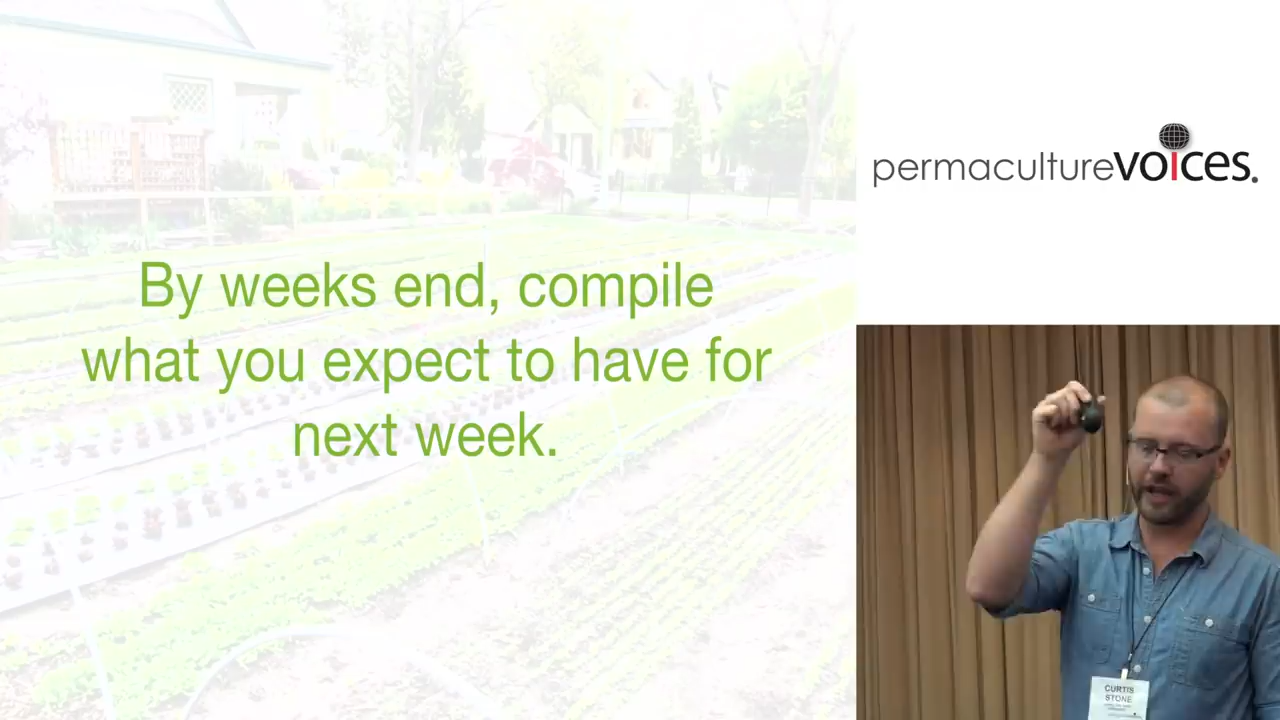 By weeks end, compile
what you expect to have for
next week.
permaculturevoices.
CURTIS
STONE